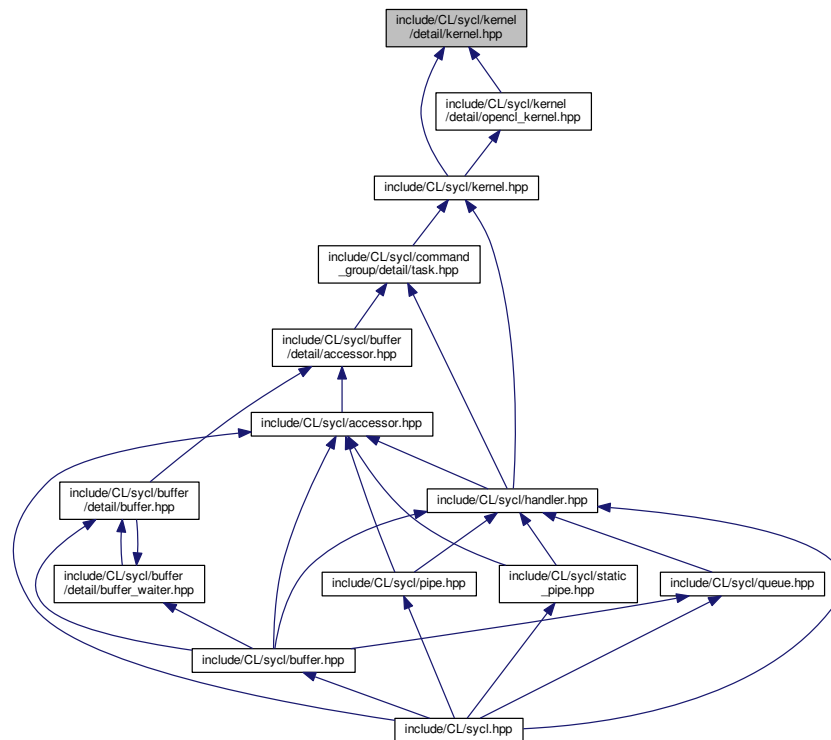 include/CL/sycl/kernel
/detail/kernel.hpp
include/CL/sycl/kernel
/detail/opencl_kernel.hpp
include/CL/sycl/kernel.hpp
include/CL/sycl/command
_group/detail/task.hpp
include/CL/sycl/buffer
/detail/accessor.hpp
include/CL/sycl/accessor.hpp
include/CL/sycl/buffer
/detail/buffer.hpp
include/CL/sycl/handler.hpp
include/CL/sycl/buffer
/detail/buffer_waiter.hpp
include/CL/sycl/pipe.hpp
include/CL/sycl/static
_pipe.hpp
include/CL/sycl/queue.hpp
include/CL/sycl/buffer.hpp
include/CL/sycl.hpp